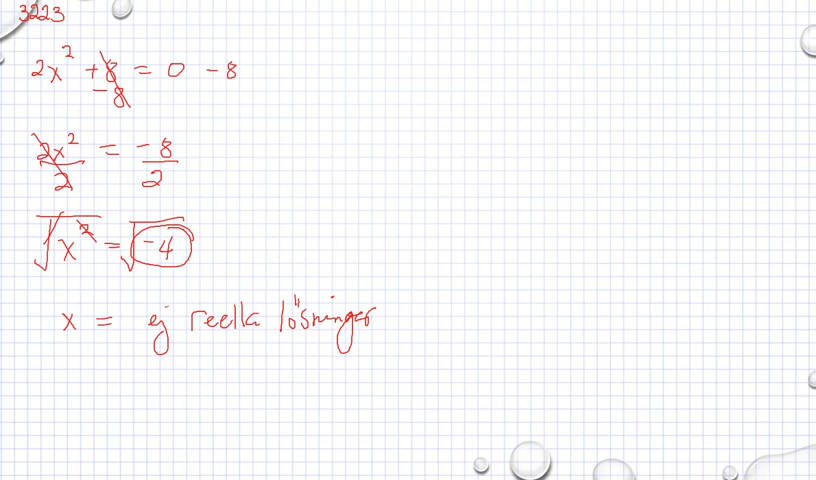 3223
2x² + 8 = 0 - 8
- 8
2x²/2 = -8/2
√x² = √-4
x = ej reella lösningar